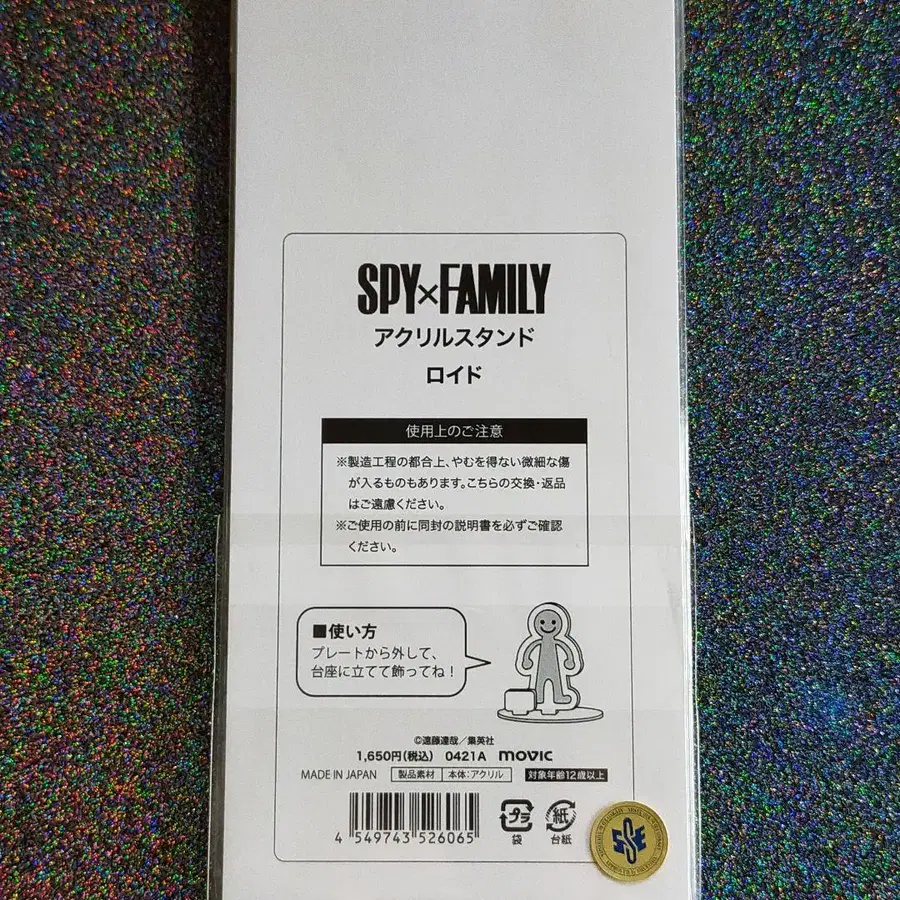 SPY×FAMILY
アクリルスタンド
ロイド
使用上のご注意
※製造工程の都合上、やむを得ない微細な傷
が入るものもあります。こちらの交換・返品
はご遠慮ください。
※ご使用の前に同封の説明書を必ずご確認
ください。
■使い方
プレートから外して、
台座に立てて飾ってね！
©遠藤達哉／集英社
1,650円(税込) 0421A movic
MADE IN JAPAN 製品素材 本体：アクリル 対象年齢12歳以上
プラ 紙
4 549743 526065 袋 台紙